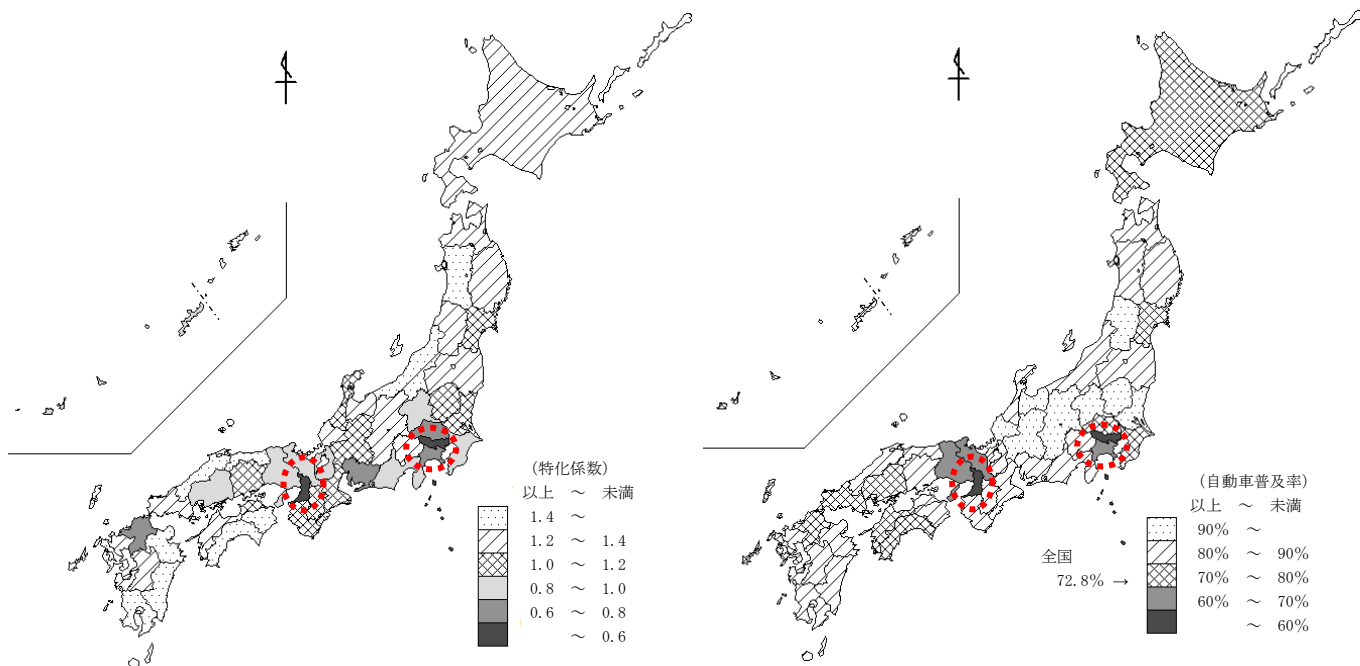 (特化係数)
以上 ～ 未満
1.4 ～
1.2 ～ 1.4
1.0 ～ 1.2
0.8 ～ 1.0
0.6 ～ 0.8
～ 0.6
(自動車普及率)
以上 ～ 未満
90% ～
80% ～ 90%
70% ～ 80%
60% ～ 70%
～ 60%
全国
72.8% →